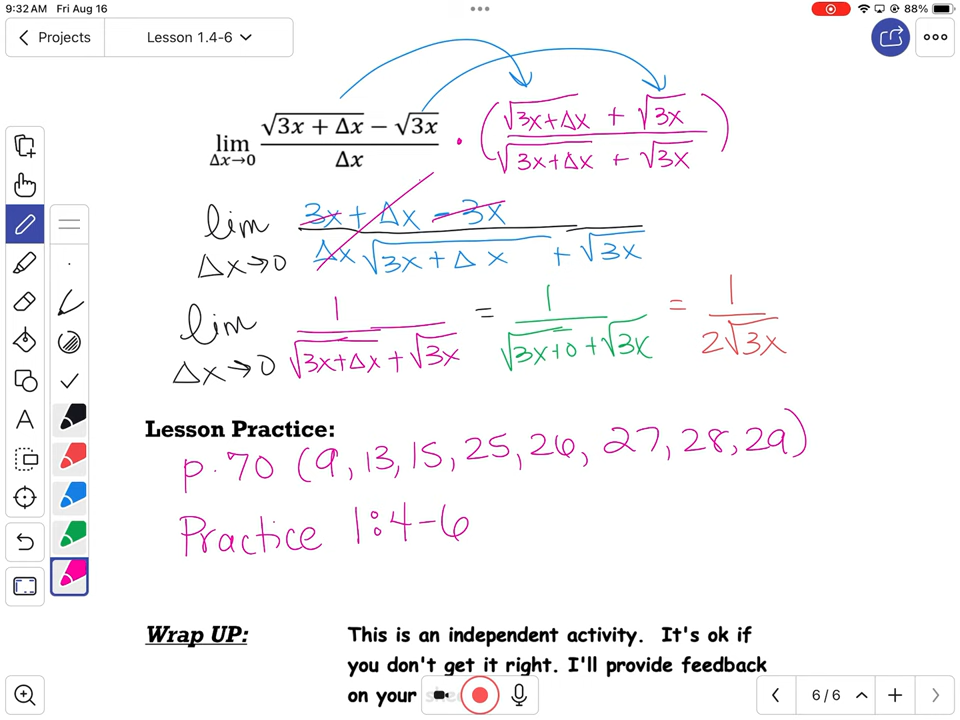 9:32 AM Fri Aug 16
88%
Projects
Lesson 1.4-6
lim Δx→0 (√(3x + Δx) − √(3x)) / Δx · ( (√(3x+Δx) + √(3x)) / (√(3x+Δx) + √(3x)) )
lim Δx→0 (3x + Δx − 3x) / (Δx √(3x + Δx) + √(3x))
lim Δx→0 1 / (√(3x+Δx) + √(3x)) = 1 / (√(3x+0) + √(3x)) = 1 / (2√(3x))
Lesson Practice:
p. 70 (9, 13, 15, 25, 26, 27, 28, 29)
Practice 1:4-6
Wrap UP:
This is an independent activity. It's ok if
you don't get it right. I'll provide feedback
on your
6/6
A